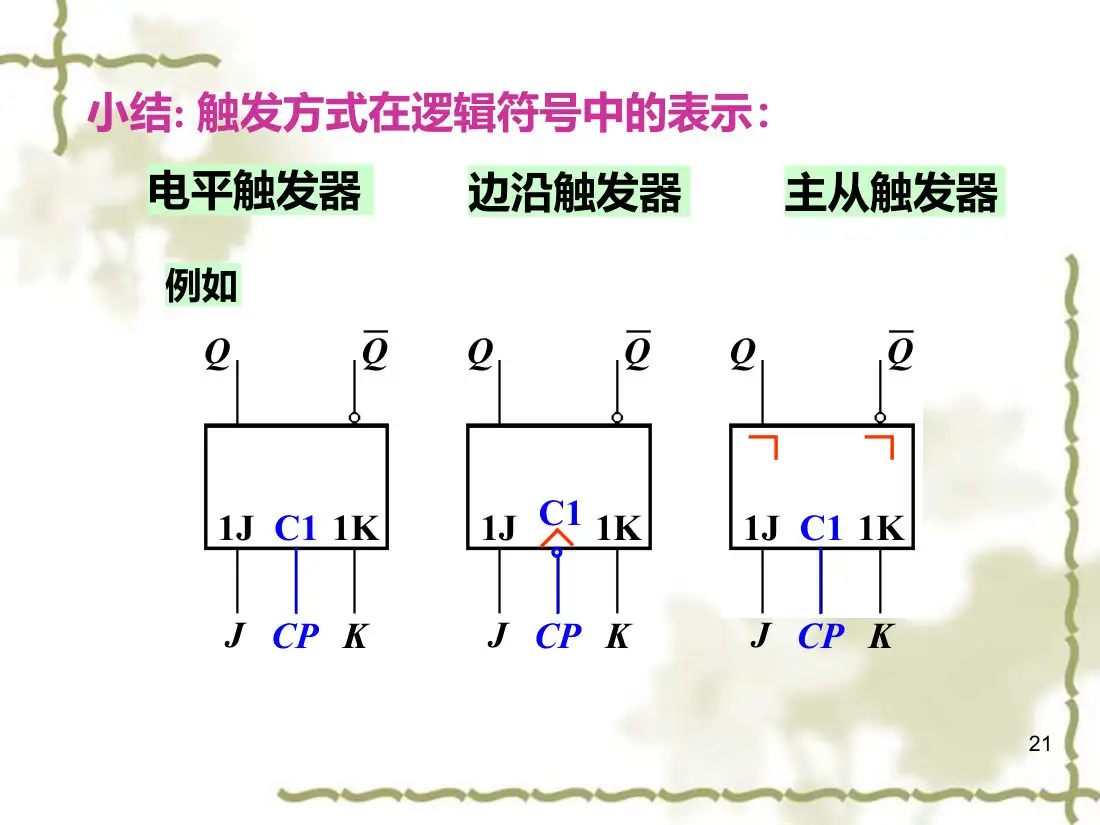 小结: 触发方式在逻辑符号中的表示：
电平触发器 边沿触发器 主从触发器
例如
Q Q̅ Q Q̅ Q Q̅
1J C1 1K 1J C1 1K 1J C1 1K
J CP K J CP K J CP K
21